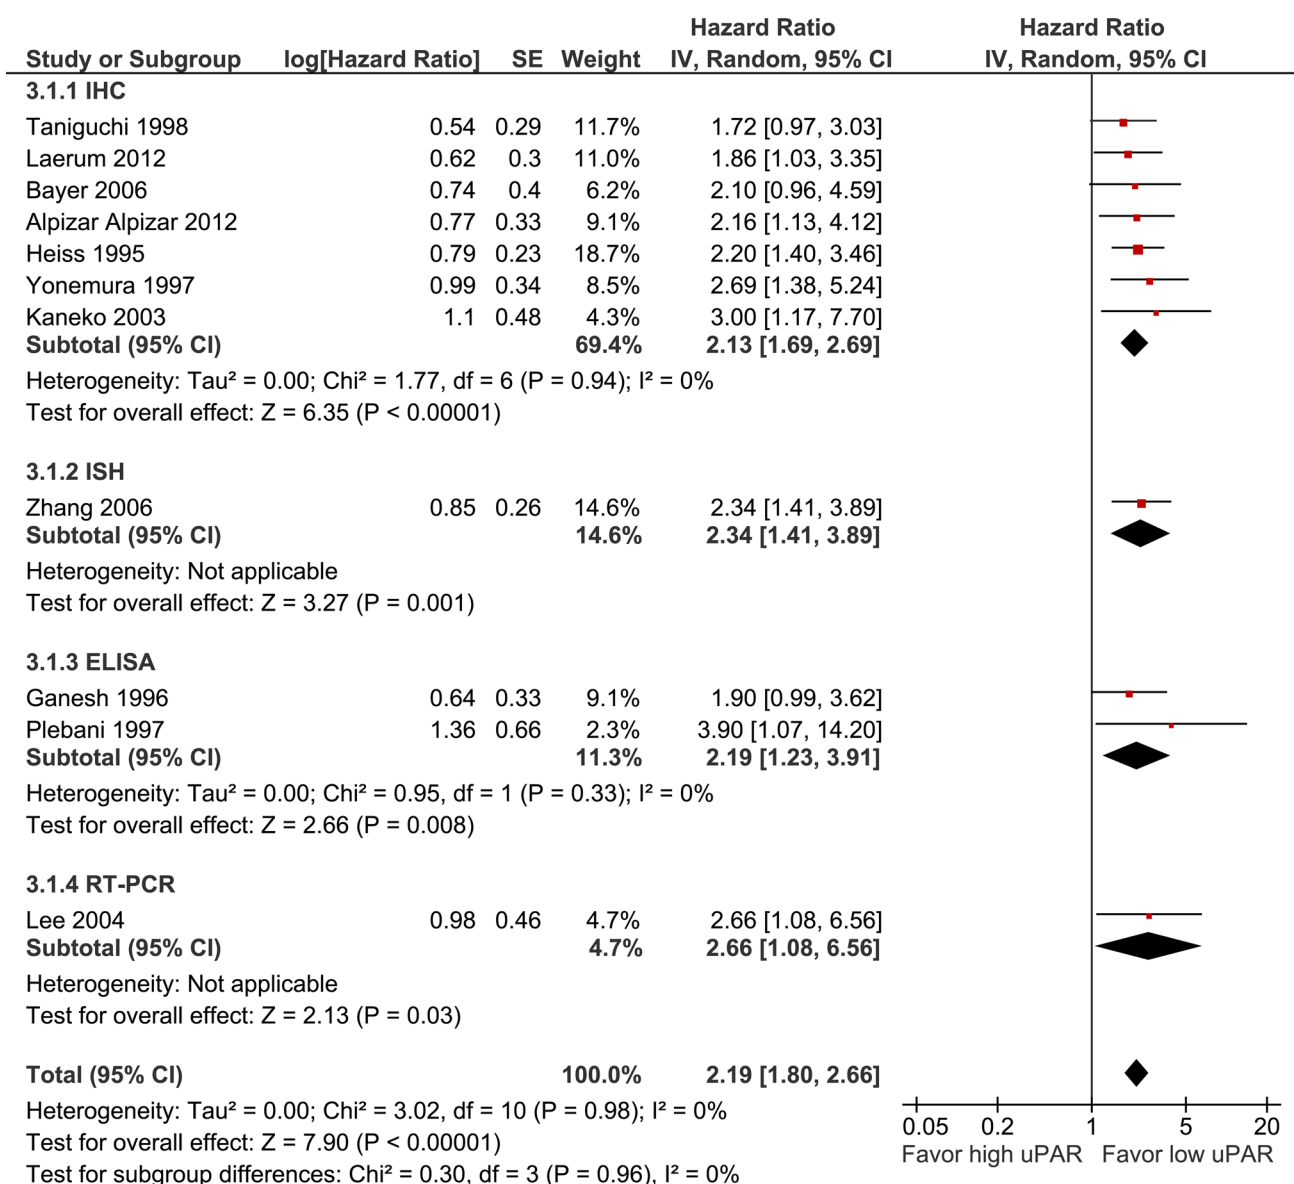 Hazard Ratio Hazard Ratio
Study or Subgroup log[Hazard Ratio] SE Weight IV, Random, 95% CI IV, Random, 95% CI
3.1.1 IHC
Taniguchi 1998 0.54 0.29 11.7% 1.72 [0.97, 3.03]
Laerum 2012 0.62 0.3 11.0% 1.86 [1.03, 3.35]
Bayer 2006 0.74 0.4 6.2% 2.10 [0.96, 4.59]
Alpizar Alpizar 2012 0.77 0.33 9.1% 2.16 [1.13, 4.12]
Heiss 1995 0.79 0.23 18.7% 2.20 [1.40, 3.46]
Yonemura 1997 0.99 0.34 8.5% 2.69 [1.38, 5.24]
Kaneko 2003 1.1 0.48 4.3% 3.00 [1.17, 7.70]
Subtotal (95% CI) 69.4% 2.13 [1.69, 2.69]
Heterogeneity: Tau² = 0.00; Chi² = 1.77, df = 6 (P = 0.94); I² = 0%
Test for overall effect: Z = 6.35 (P < 0.00001)
3.1.2 ISH
Zhang 2006 0.85 0.26 14.6% 2.34 [1.41, 3.89]
Subtotal (95% CI) 14.6% 2.34 [1.41, 3.89]
Heterogeneity: Not applicable
Test for overall effect: Z = 3.27 (P = 0.001)
3.1.3 ELISA
Ganesh 1996 0.64 0.33 9.1% 1.90 [0.99, 3.62]
Plebani 1997 1.36 0.66 2.3% 3.90 [1.07, 14.20]
Subtotal (95% CI) 11.3% 2.19 [1.23, 3.91]
Heterogeneity: Tau² = 0.00; Chi² = 0.95, df = 1 (P = 0.33); I² = 0%
Test for overall effect: Z = 2.66 (P = 0.008)
3.1.4 RT-PCR
Lee 2004 0.98 0.46 4.7% 2.66 [1.08, 6.56]
Subtotal (95% CI) 4.7% 2.66 [1.08, 6.56]
Heterogeneity: Not applicable
Test for overall effect: Z = 2.13 (P = 0.03)
Total (95% CI) 100.0% 2.19 [1.80, 2.66]
Heterogeneity: Tau² = 0.00; Chi² = 3.02, df = 10 (P = 0.98); I² = 0%
Test for overall effect: Z = 7.90 (P < 0.00001)
Test for subgroup differences: Chi² = 0.30, df = 3 (P = 0.96), I² = 0%
0.05 0.2 1 5 20
Favor high uPAR Favor low uPAR